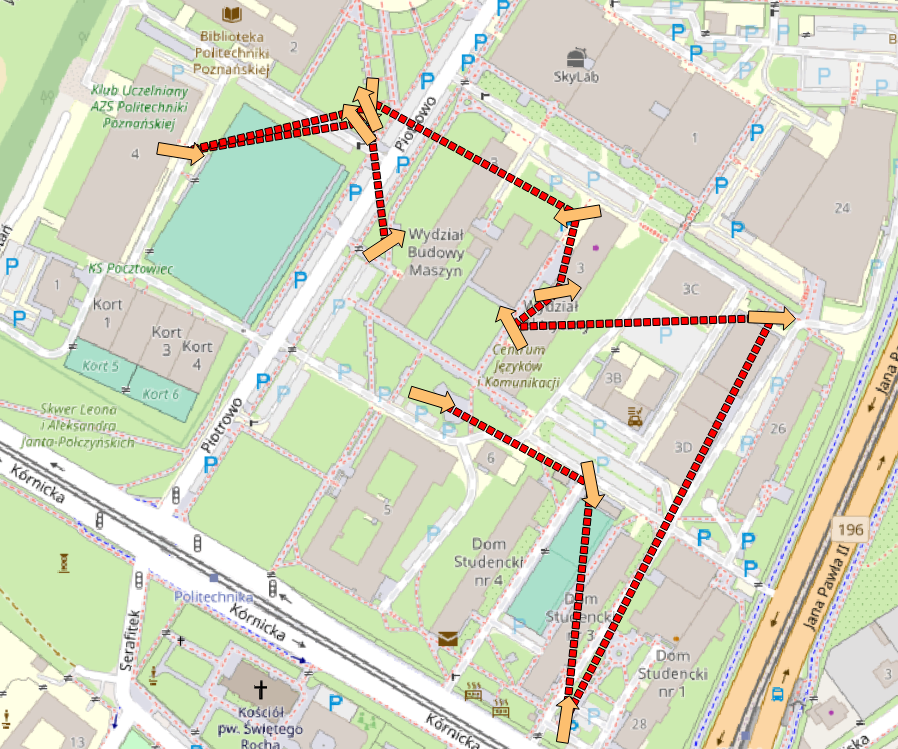 Biblioteka
Politechniki
Poznańskiej
2
SkyLab
Klub Uczelniany
AZS Politechniki
Poznańskiej
4
1
24
Piotrowo
Wydział
Budowy
Maszyn
3
3C
KS Pocztowiec
1
Kort
1
Kort
3
Kort
4
Kort 5
Kort 6
Centrum
Języków
i Komunikacji
3B
3D
26
Skwer Leona
i Aleksandra
Janta-Połczyńskich
Piotrowo
Kórnicka
5
6
Dom
Studencki
nr 4
196
Jana Pawła II
Politechnika
Kórnicka
Serafitek
Dom
Studencki
nr 1
Kościół
pw. Świętego
Rocha
Kórnicka
28
13
3